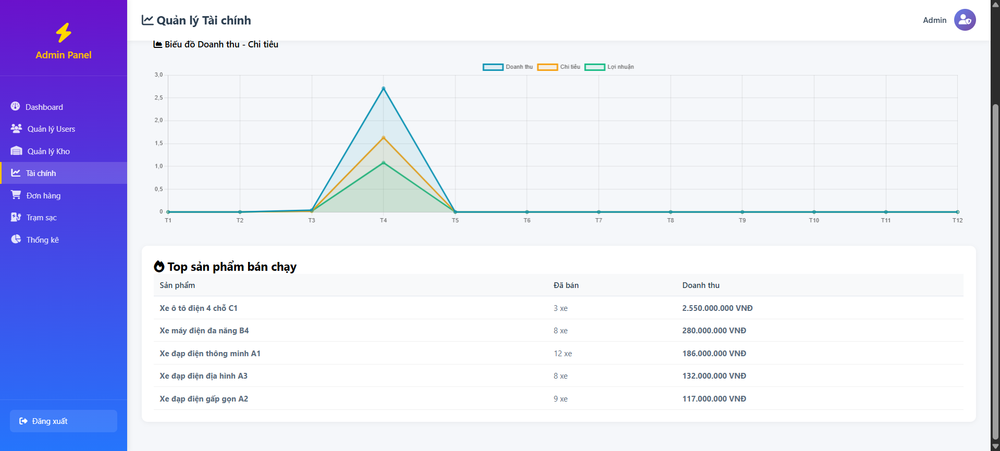 Admin Panel
Dashboard
Quản lý Users
Quản lý Kho
Tài chính
Đơn hàng
Trạm sạc
Thống kê
Đăng xuất
Quản lý Tài chính
Admin
Biểu đồ Doanh thu - Chi tiêu
Doanh thu Chi tiêu Lợi nhuận
3,0
2,5
2,0
1,5
1,0
0,5
0
T1 T2 T3 T4 T5 T6 T7 T8 T9 T10 T11 T12
Top sản phẩm bán chạy
Sản phẩm Đã bán Doanh thu
Xe ô tô điện 4 chỗ C1 3 xe 2.550.000.000 VNĐ
Xe máy điện đa năng B4 8 xe 280.000.000 VNĐ
Xe đạp điện thông minh A1 12 xe 186.000.000 VNĐ
Xe đạp điện địa hình A3 8 xe 132.000.000 VNĐ
Xe đạp điện gấp gọn A2 9 xe 117.000.000 VNĐ